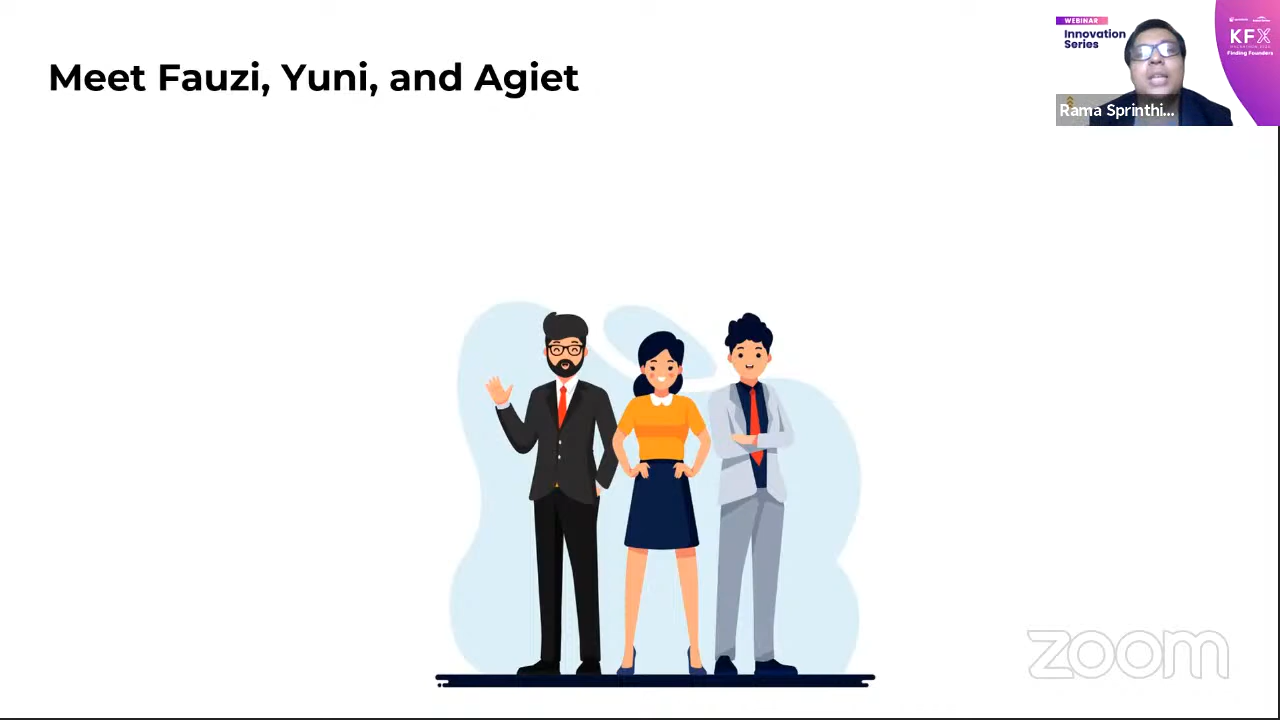 Meet Fauzi, Yuni, and Agiet
WEBINAR
Innovation
Series
KFX
Finding Founders
Rama Sprinthi...
zoom